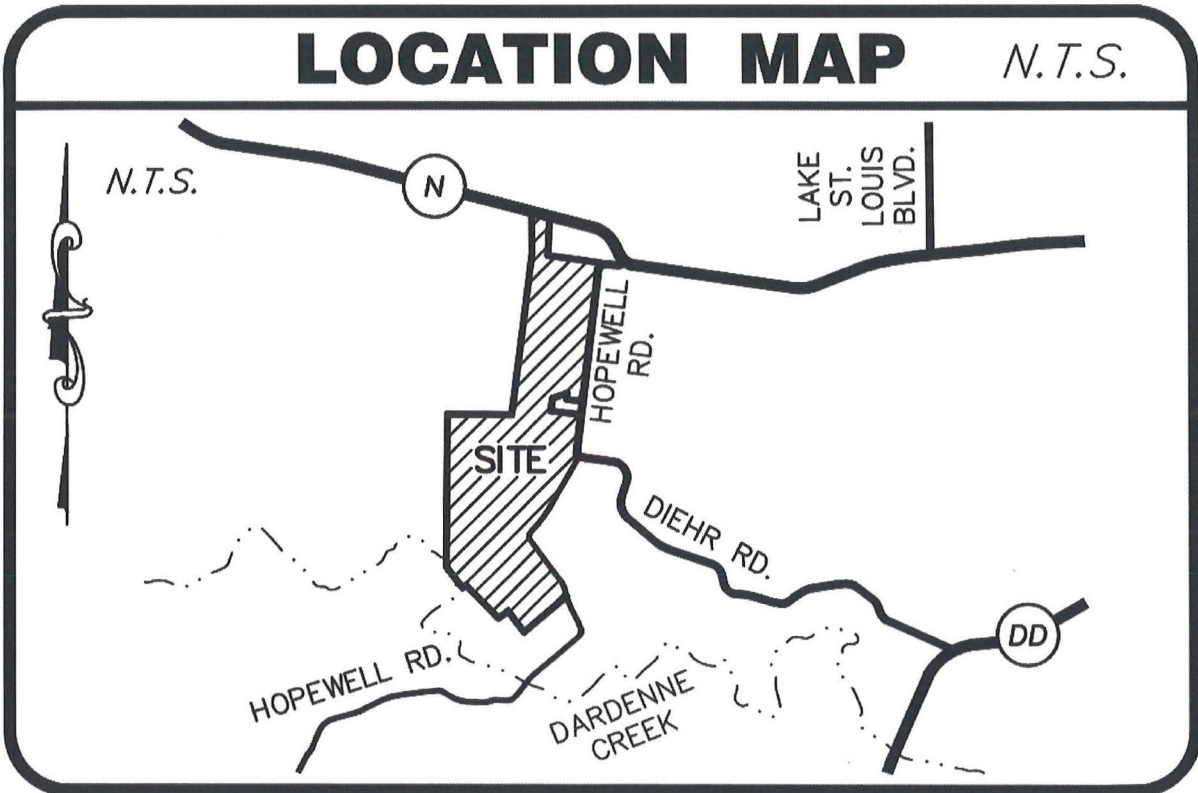 LOCATION MAP N.T.S.
N.T.S.
N
LAKE
ST.
LOUIS
BLVD.
HOPEWELL
RD.
SITE
DIEHR RD.
DD
HOPEWELL RD.
DARDENNE
CREEK